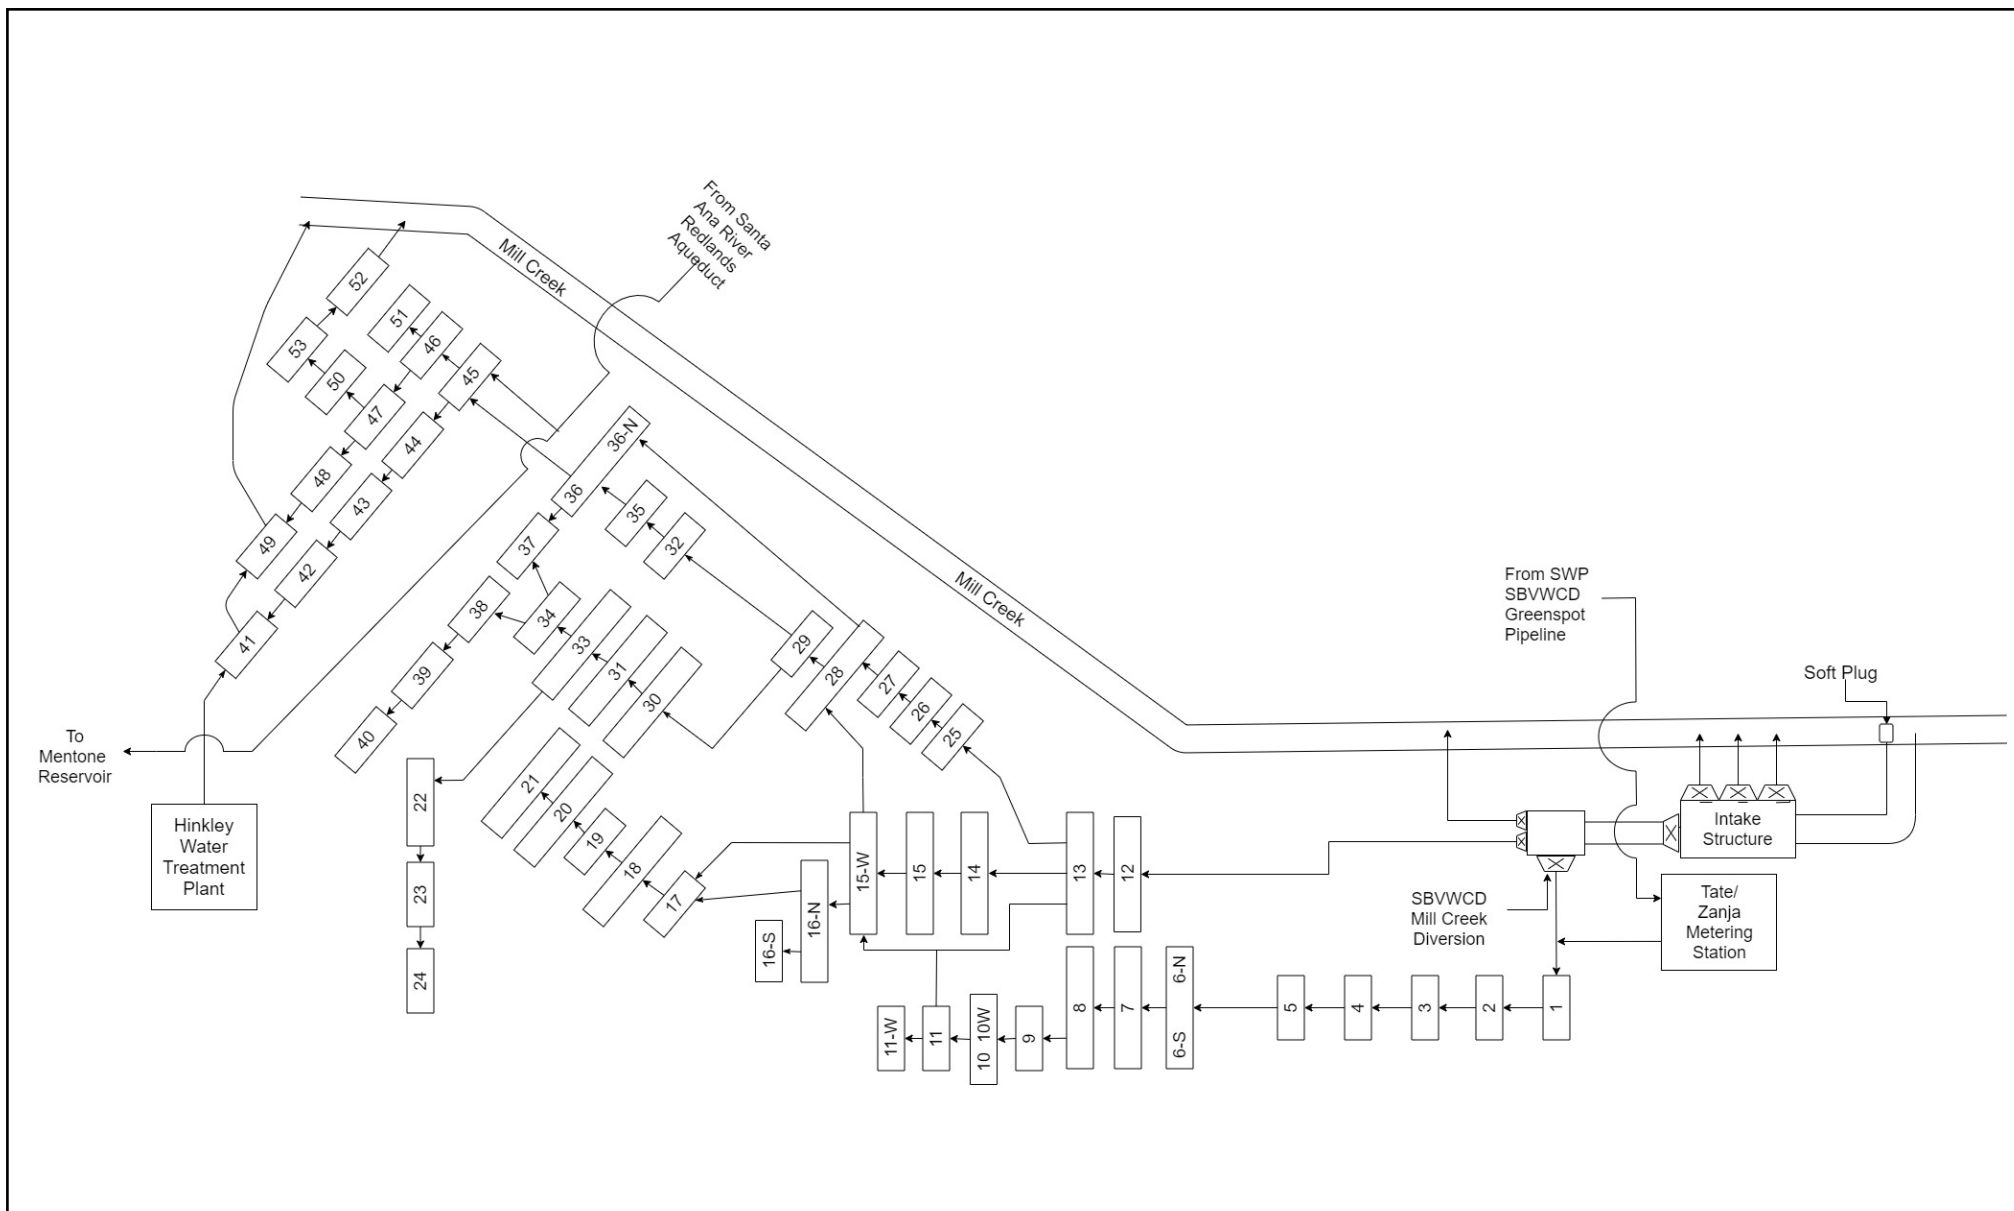 From Santa
Ana River
Redlands
Aqueduct
Mill Creek
52
51
53
46
50
45
47
44
36-N
48
36
43
35
49
37
32
42
Mill Creek
From SWP
SBVWCD
Greenspot
Pipeline
38
34
41
33
29
39
31
28
27
30
26
40
25
Soft Plug
To
Mentone
Reservoir
22
21
20
19
18
17
Hinkley
Water
Treatment
Plant
Intake
Structure
15-W
15
14
13
12
23
24
16-N
16-S
SBVWCD
Mill Creek
Diversion
Tate/
Zanja
Metering
Station
11-W
11
10 10W
9
8
7
6-S 6-N
5
4
3
2
1